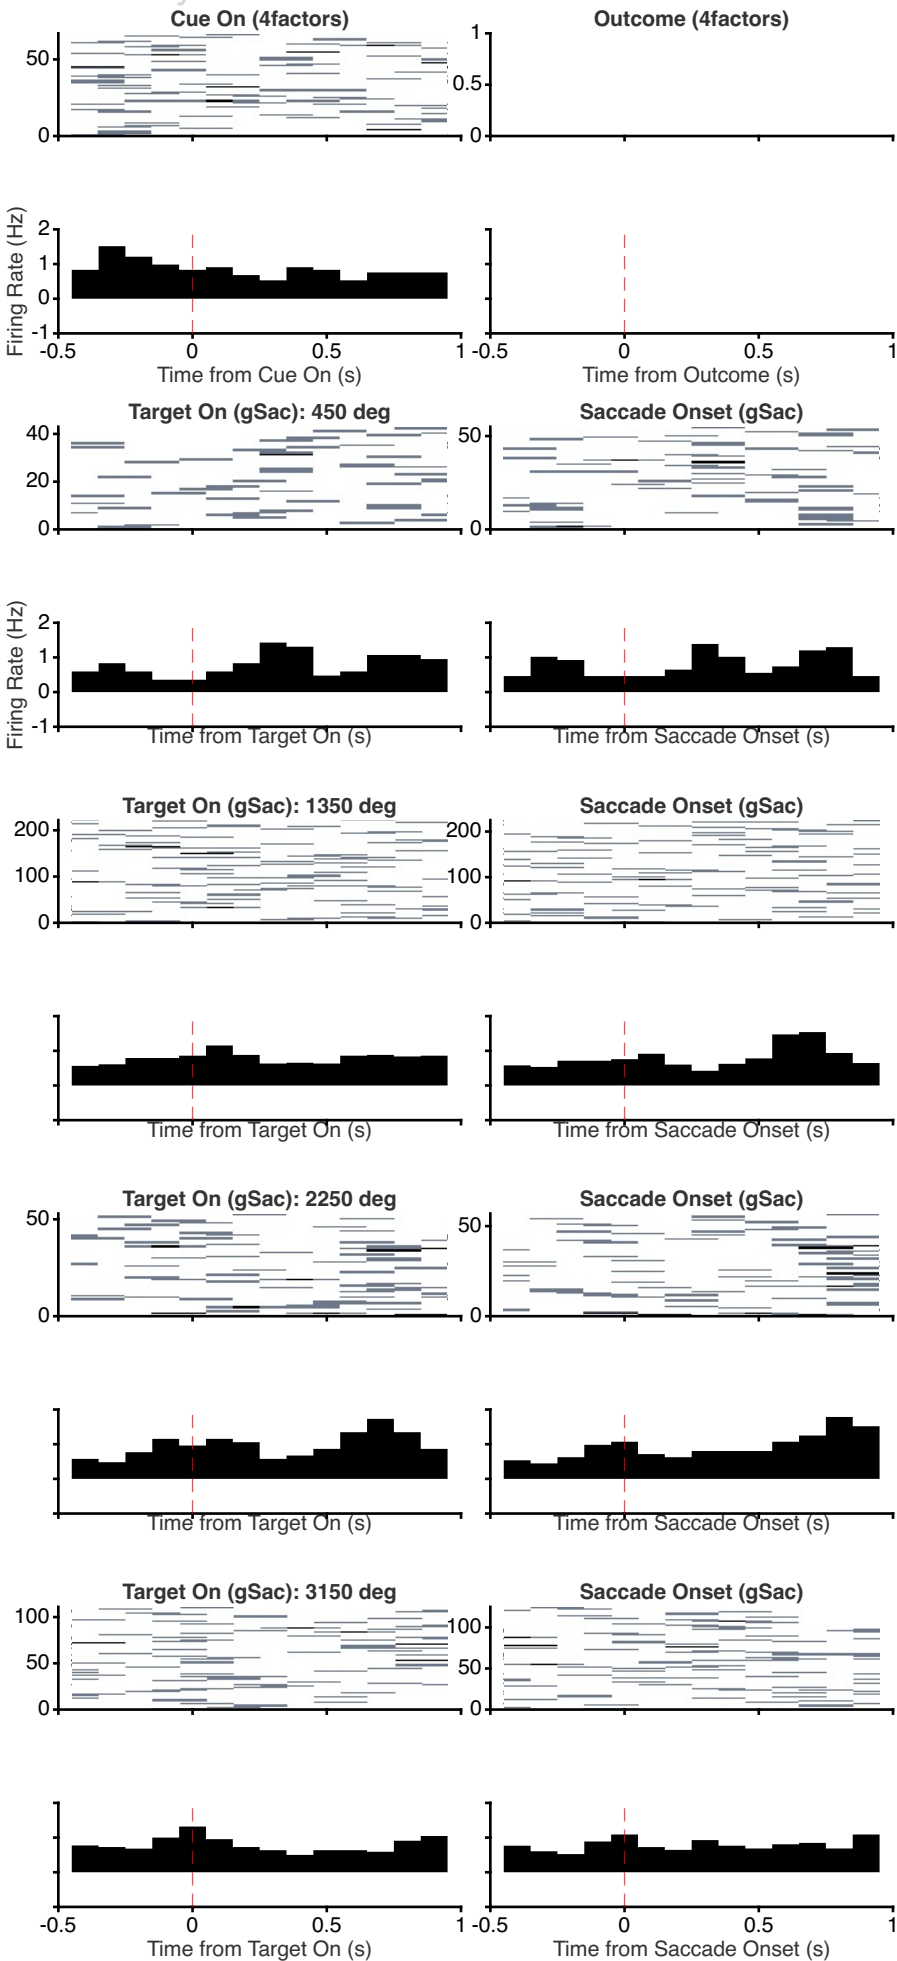 Cue On (4factors) Outcome (4factors)
50
0
1
0.5
0
Firing Rate (Hz)
2
1
0
-1
-0.5 0 0.5 1 -0.5 0 0.5 1
Time from Cue On (s) Time from Outcome (s)
Target On (gSac): 450 deg Saccade Onset (gSac)
40
20
0
50
0
Firing Rate (Hz)
2
1
0
-1
Time from Target On (s) Time from Saccade Onset (s)
Target On (gSac): 1350 deg Saccade Onset (gSac)
200
100
0
200
100
0
Time from Target On (s) Time from Saccade Onset (s)
Target On (gSac): 2250 deg Saccade Onset (gSac)
50
0
50
0
Time from Target On (s) Time from Saccade Onset (s)
Target On (gSac): 3150 deg Saccade Onset (gSac)
100
50
0
100
50
0
-0.5 0 0.5 1 -0.5 0 0.5 1
Time from Target On (s) Time from Saccade Onset (s)